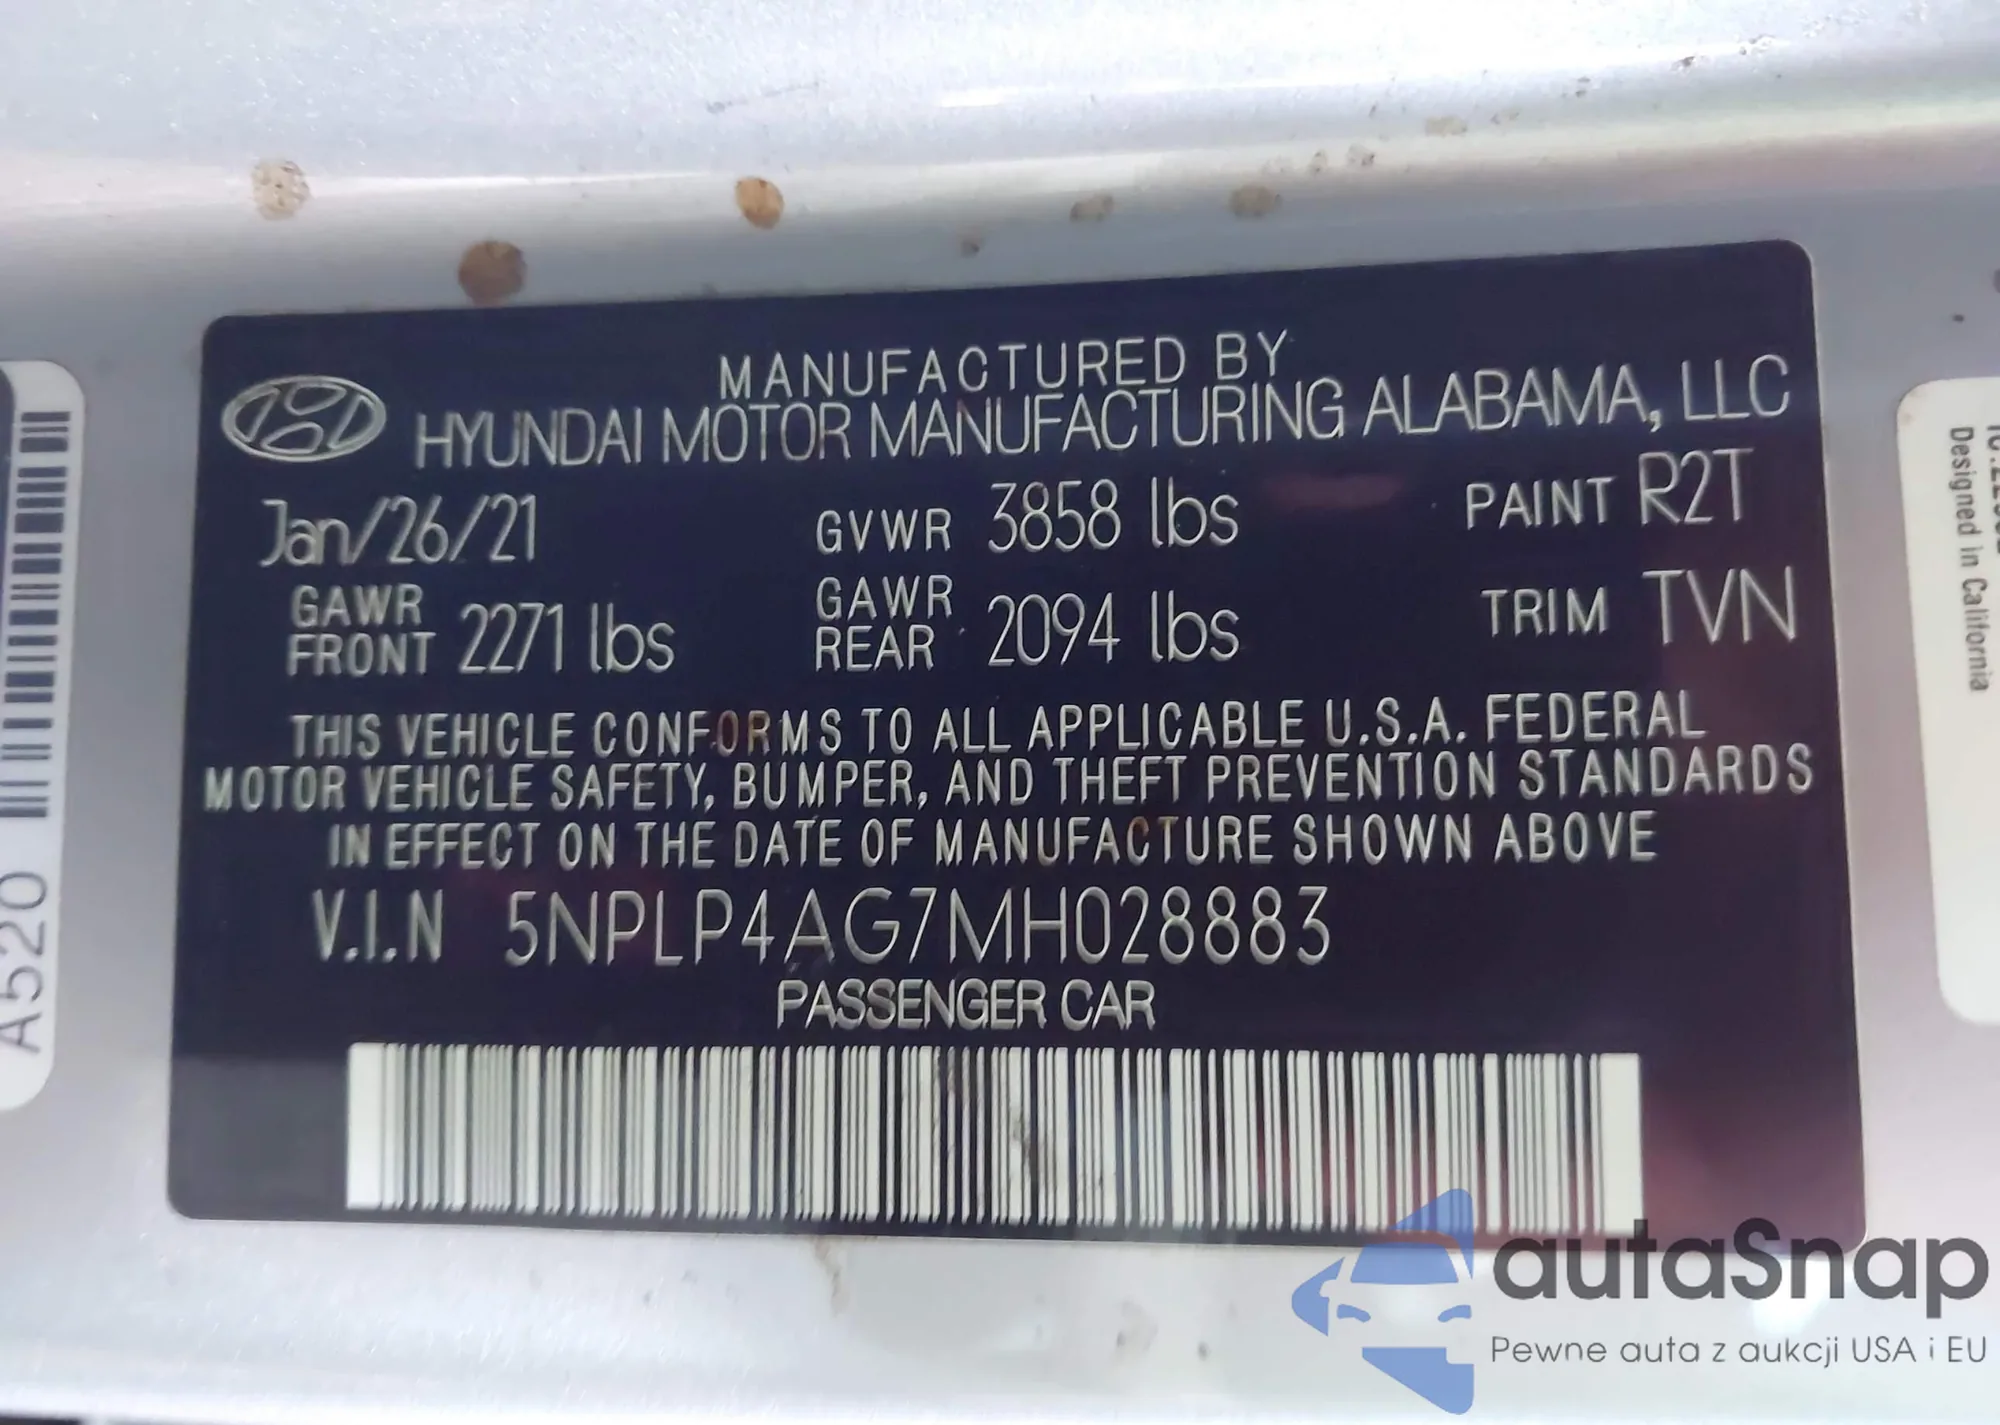 MANUFACTURED BY
HYUNDAI MOTOR MANUFACTURING ALABAMA, LLC
Jan/26/21 GVWR 3858 lbs PAINT R2T
GAWR FRONT 2271 lbs GAWR REAR 2094 lbs TRIM TVN
THIS VEHICLE CONFORMS TO ALL APPLICABLE U.S.A. FEDERAL
MOTOR VEHICLE SAFETY, BUMPER, AND THEFT PREVENTION STANDARDS
IN EFFECT ON THE DATE OF MANUFACTURE SHOWN ABOVE
V.I.N 5NPLP4AG7MH028883
PASSENGER CAR
A520
Designed in California
autaSnap
Pewne auta z aukcji USA i EU